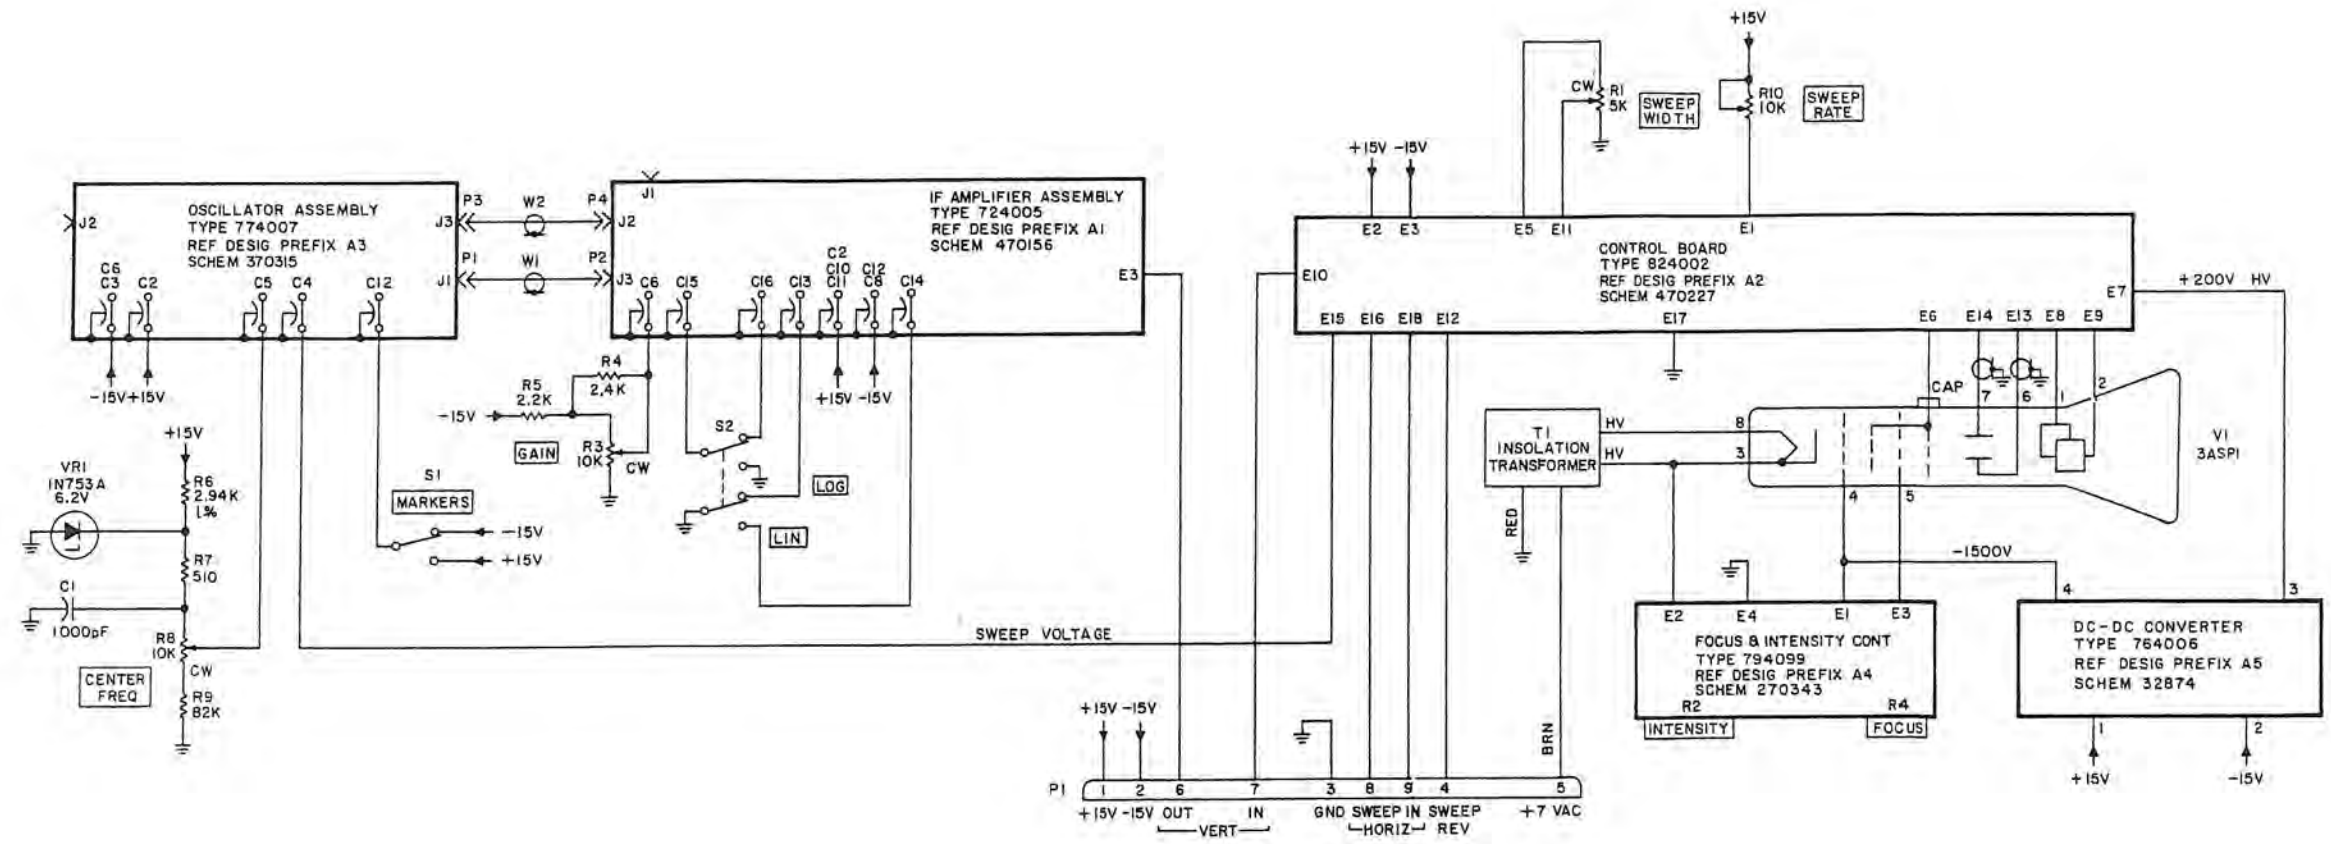 +15V
CW
R1
5K
SWEEP
WIDTH
R10
10K
SWEEP
RATE
+15V -15V
E2 E3 E5 E11 E1
CONTROL BOARD
TYPE 824002
REF DESIG PREFIX A2
SCHEM 470227
E10
E7
+200V HV
E15 E16 E18 E12 E17 E6 E14 E13 E8 E9
J2
OSCILLATOR ASSEMBLY
TYPE 774007
REF DESIG PREFIX A3
SCHEM 370315
C6
C3
C2
C5
C4
C12
J3
J1
P3
W2
P4
P1
W1
P2
J1
J2
J3
IF AMPLIFIER ASSEMBLY
TYPE 724005
REF DESIG PREFIX A1
SCHEM 470156
E3
C6
C15
C16
C13
C2
C10
C11
C12
C8
C14
-15V +15V
+15V
VR1
1N753A
6.2V
R6
2.94K
1%
R7
510
C1
1000pF
R8
10K
CW
CENTER
FREQ
R9
82K
S1
MARKERS
-15V
+15V
R4
2.4K
R5
2.2K
-15V
GAIN
R3
10K
CW
+15V -15V
S2
LOG
LIN
SWEEP VOLTAGE
T1
INSOLATION
TRANSFORMER
HV
HV
8
3
RED
BRN
CAP
7
6
1
2
4
5
V1
3ASP1
-1500V
E2 E4 E1 E3
FOCUS & INTENSITY CONT
TYPE 794099
REF DESIG PREFIX A4
SCHEM 270343
R2
R4
INTENSITY
FOCUS
4
3
DC-DC CONVERTER
TYPE 764006
REF DESIG PREFIX A5
SCHEM 32874
1
2
+15V
-15V
+15V -15V
P1
1 2 6 7 3 8 9 4 5
+15V -15V OUT IN GND SWEEP IN SWEEP +7 VAC
VERT HORIZ REV